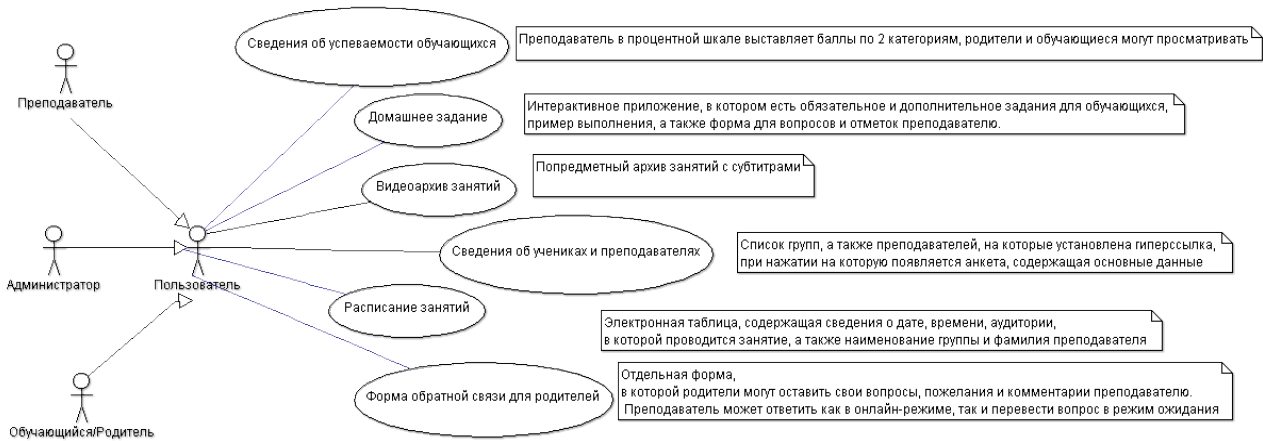 Сведения об успеваемости обучающихся
Преподаватель в процентной шкале выставляет баллы по 2 категориям, родители и обучающиеся могут просматривать
Преподаватель
Домашнее задание
Интерактивное приложение, в котором есть обязательное и дополнительное задания для обучающихся,
пример выполнения, а также форма для вопросов и отметок преподавателю.
Видеоархив занятий
Попредметный архив занятий с субтитрами
Администратор
Пользователь
Сведения об учениках и преподавателях
Список групп, а также преподавателей, на которые установлена гиперссылка,
при нажатии на которую появляется анкета, содержащая основные данные
Расписание занятий
Электронная таблица, содержащая сведения о дате, времени, аудитории,
в которой проводится занятие, а также наименование группы и фамилия преподавателя
Обучающийся/Родитель
Форма обратной связи для родителей
Отдельная форма,
в которой родители могут оставить свои вопросы, пожелания и комментарии преподавателю.
Преподаватель может ответить как в онлайн-режиме, так и перевести вопрос в режим ожидания